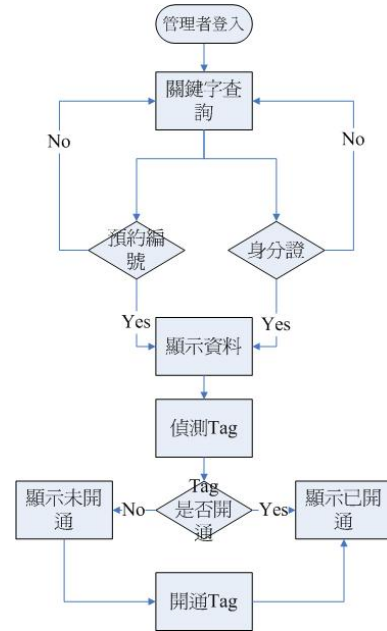 管理者登入
關鍵字查
詢
No
No
預約編
號
身分證
Yes
Yes
顯示資料
偵測Tag
顯示未開
通
No
Tag
是否開
通
Yes
顯示已開
通
開通Tag